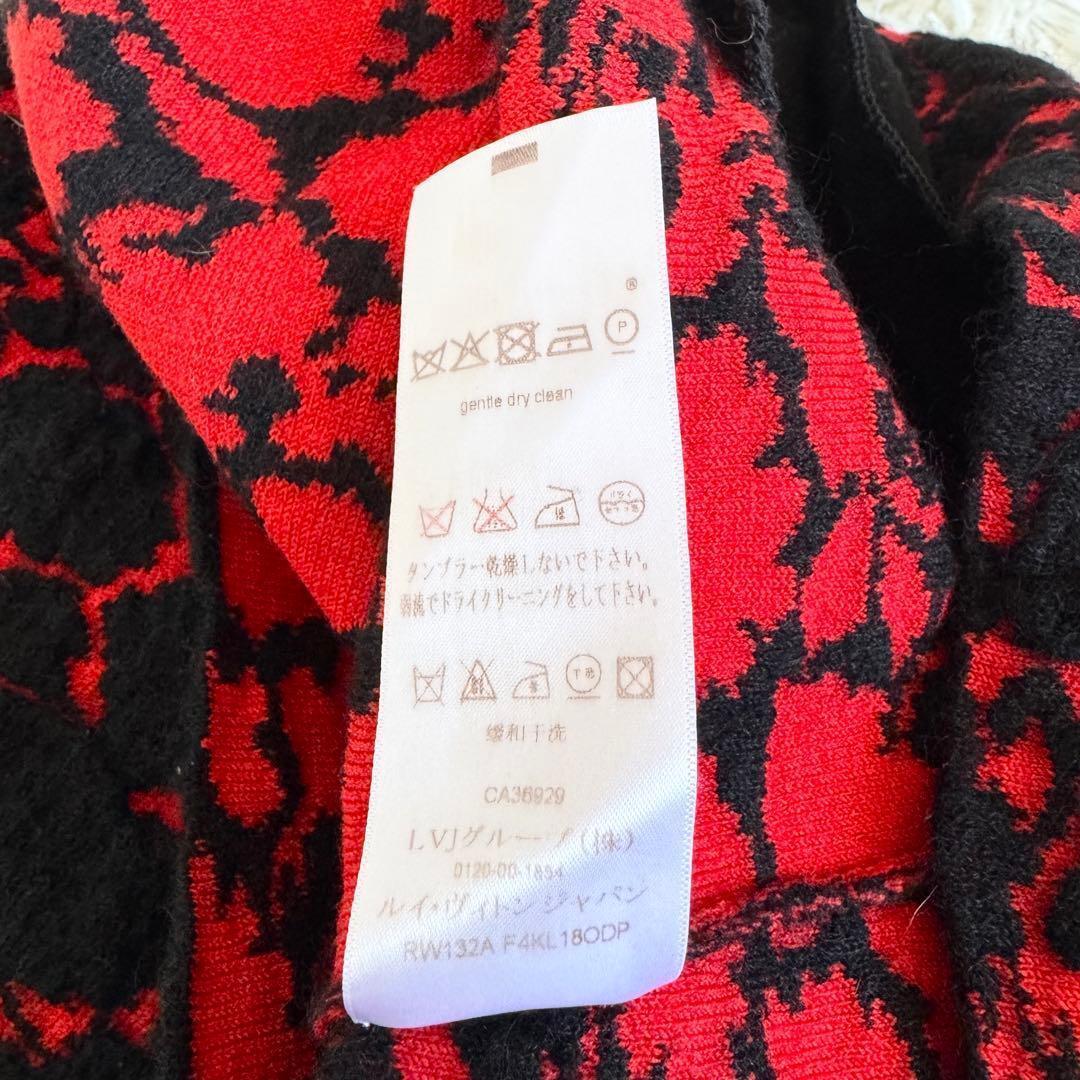 ®
P
gentle dry clean
タンブラー乾燥しないで下さい。
弱流でドライクリーニングをして下さい。
缓和干洗
CA36929
LVJグループ(株)
0120-00-1854
ルイ・ヴィトン ジャパン
RW132A F4KL18ODP